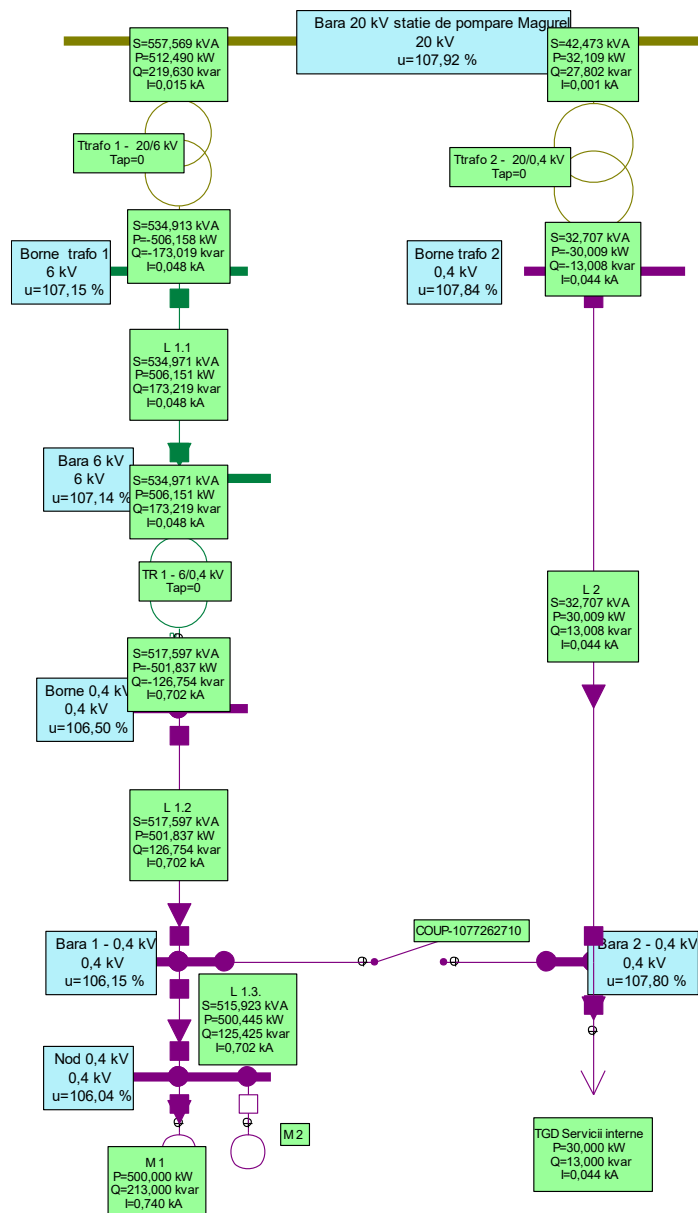 Bara 20 kV statie de pompare Magurel
20 kV
u=107,92 %
S=557,569 kVA
P=512,490 kW
Q=219,630 kvar
I=0,015 kA
S=42,473 kVA
P=32,109 kW
Q=27,802 kvar
I=0,001 kA
Ttrafo 1 - 20/6 kV
Tap=0
Ttrafo 2 - 20/0,4 kV
Tap=0
S=534,913 kVA
P=-506,158 kW
Q=-173,019 kvar
I=0,048 kA
S=32,707 kVA
P=-30,009 kW
Q=-13,008 kvar
I=0,044 kA
Borne trafo 1
6 kV
u=107,15 %
Borne trafo 2
0,4 kV
u=107,84 %
L 1.1
S=534,971 kVA
P=506,151 kW
Q=173,219 kvar
I=0,048 kA
Bara 6 kV
6 kV
u=107,14 %
S=534,971 kVA
P=506,151 kW
Q=173,219 kvar
I=0,048 kA
TR 1 - 6/0,4 kV
Tap=0
L 2
S=32,707 kVA
P=30,009 kW
Q=13,008 kvar
I=0,044 kA
S=517,597 kVA
P=-501,837 kW
Q=-126,754 kvar
I=0,702 kA
Borne 0,4 kV
0,4 kV
u=106,50 %
L 1.2
S=517,597 kVA
P=501,837 kW
Q=126,754 kvar
I=0,702 kA
COUP-1077262710
Bara 1 - 0,4 kV
0,4 kV
u=106,15 %
Bara 2 - 0,4 kV
0,4 kV
u=107,80 %
L 1.3.
S=515,923 kVA
P=500,445 kW
Q=125,425 kvar
I=0,702 kA
Nod 0,4 kV
0,4 kV
u=106,04 %
M 2
M 1
P=500,000 kW
Q=213,000 kvar
I=0,740 kA
TGD Servicii interne
P=30,000 kW
Q=13,000 kvar
I=0,044 kA